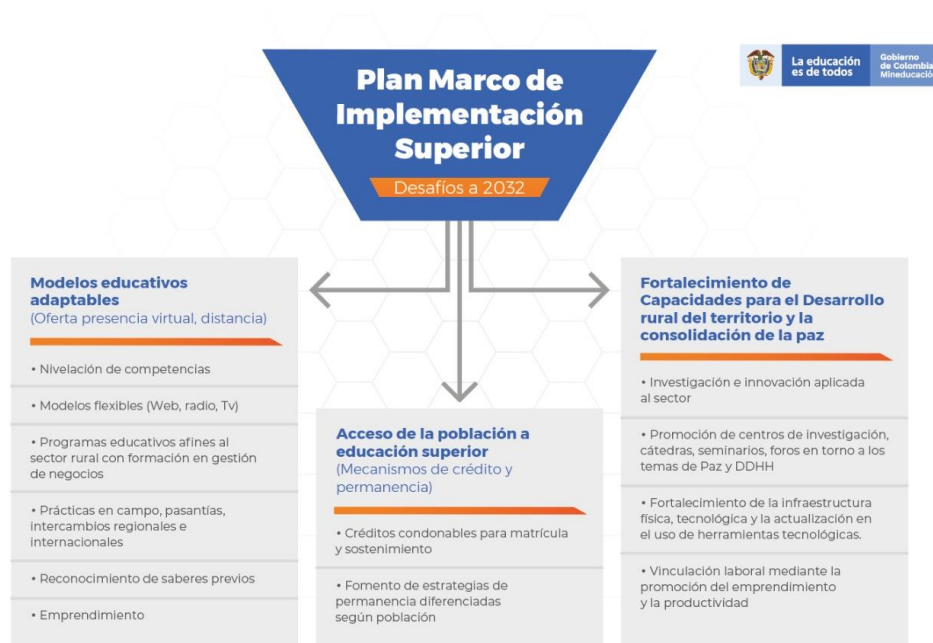 Plan Marco de
Implementación
Superior
Desafíos a 2032
La educación
es de todos
Gobierno
de Colombia
Mineducación
Modelos educativos
adaptables
(Oferta presencia virtual, distancia)
• Nivelación de competencias
• Modelos flexibles (Web, radio, Tv)
• Programas educativos afines al
sector rural con formación en gestión
de negocios
• Prácticas en campo, pasantías,
intercambios regionales e
internacionales
• Reconocimiento de saberes previos
• Emprendimiento
Acceso de la población a
educación superior
(Mecanismos de crédito y
permanencia)
• Créditos condonables para matrícula
y sostenimiento
• Fomento de estrategias de
permanencia diferenciadas
según población
Fortalecimiento de
Capacidades para el Desarrollo
rural del territorio y la
consolidación de la paz
• Investigación e innovación aplicada
al sector
• Promoción de centros de investigación,
cátedras, seminarios, foros en torno a los
temas de Paz y DDHH
• Fortalecimiento de la infraestructura
física, tecnológica y la actualización en
el uso de herramientas tecnológicas.
• Vinculación laboral mediante la
promoción del emprendimiento
y la productividad